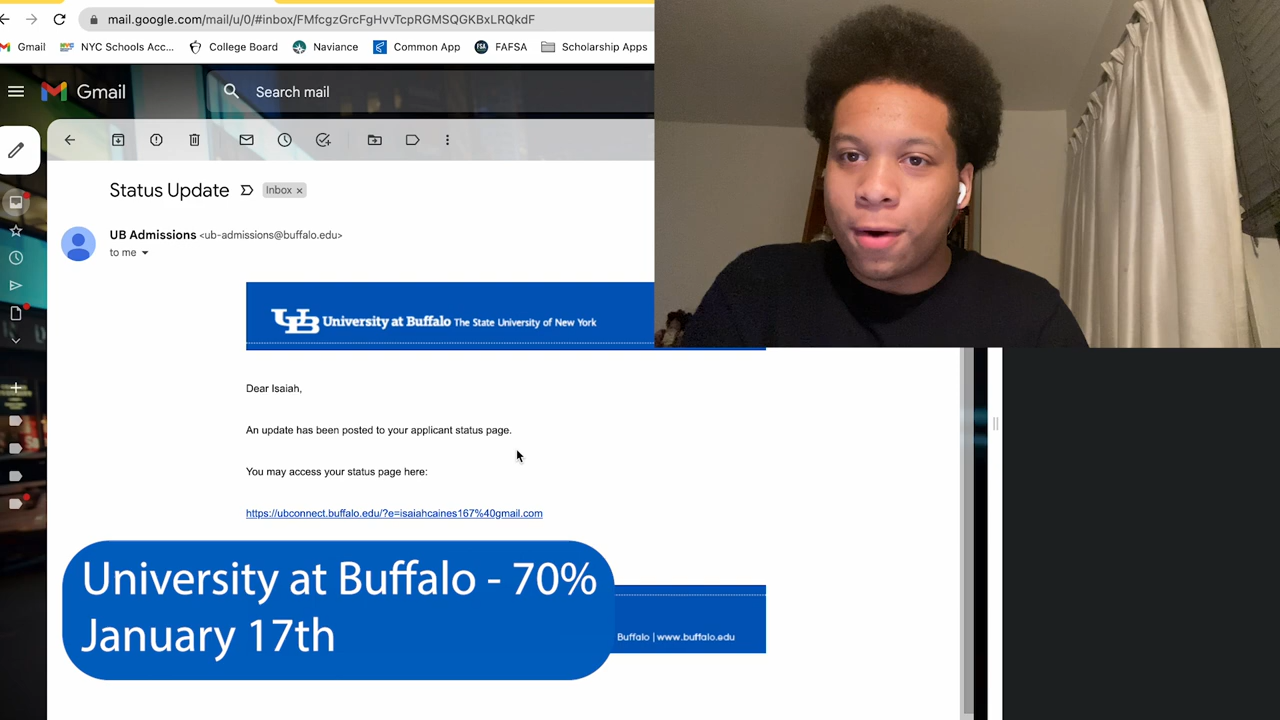 mail.google.com/mail/u/0/#inbox/FMfcgzGrcFgHvvTcpRGMSQGKBxLRQkdF
Gmail NYC Schools Acc... College Board Naviance Common App FAFSA Scholarship Apps
Gmail Search mail
Status Update Inbox ×
UB Admissions <ub-admissions@buffalo.edu>
to me
UB University at Buffalo The State University of New York
Dear Isaiah,
An update has been posted to your applicant status page.
You may access your status page here:
https://ubconnect.buffalo.edu/?e=isaiahcaines167%40gmail.com
University at Buffalo - 70%
January 17th
Buffalo | www.buffalo.edu